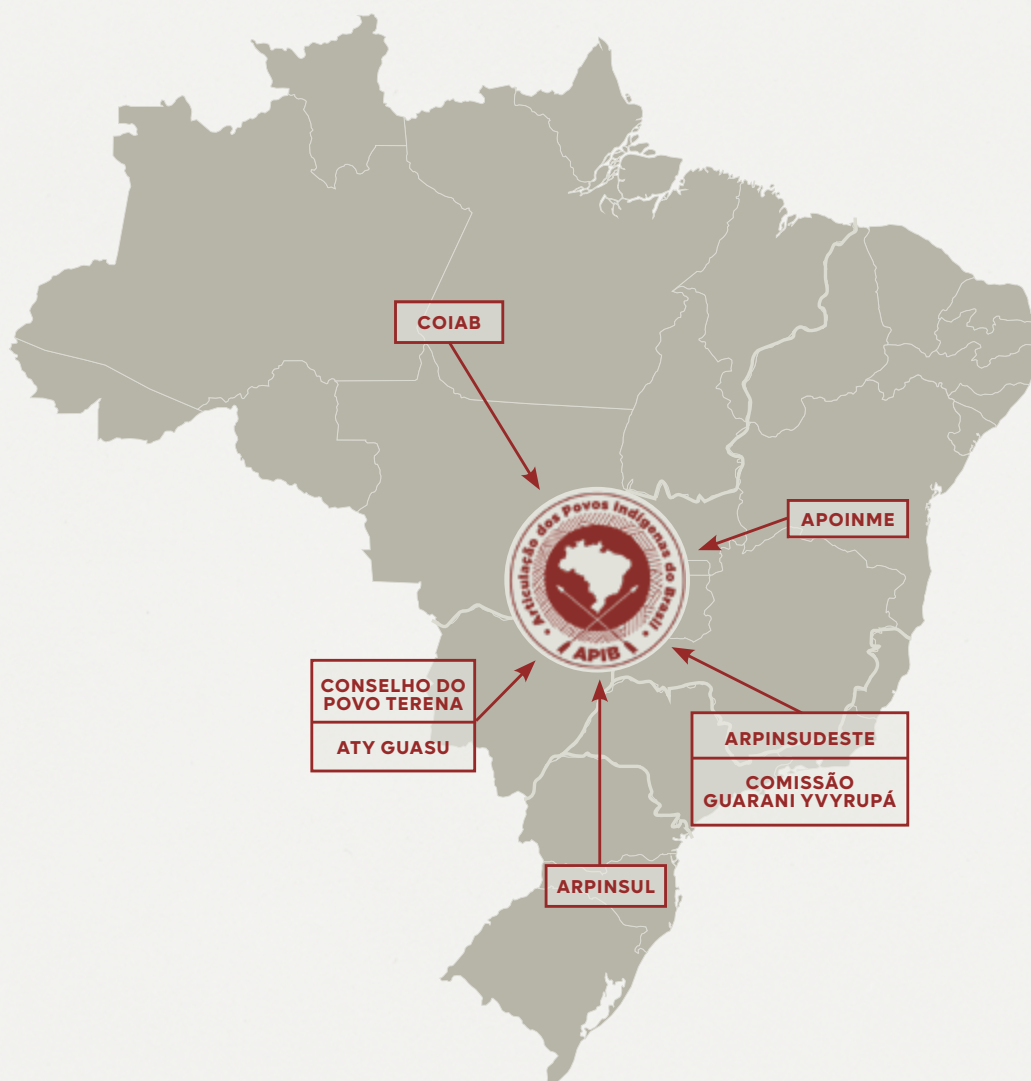 COIAB
APOINME
Articulação dos Povos Indígenas do Brasil
APIB
CONSELHO DO
POVO TERENA
ATY GUASU
ARPINSUDESTE
COMISSÃO
GUARANI YVYRUPÁ
ARPINSUL